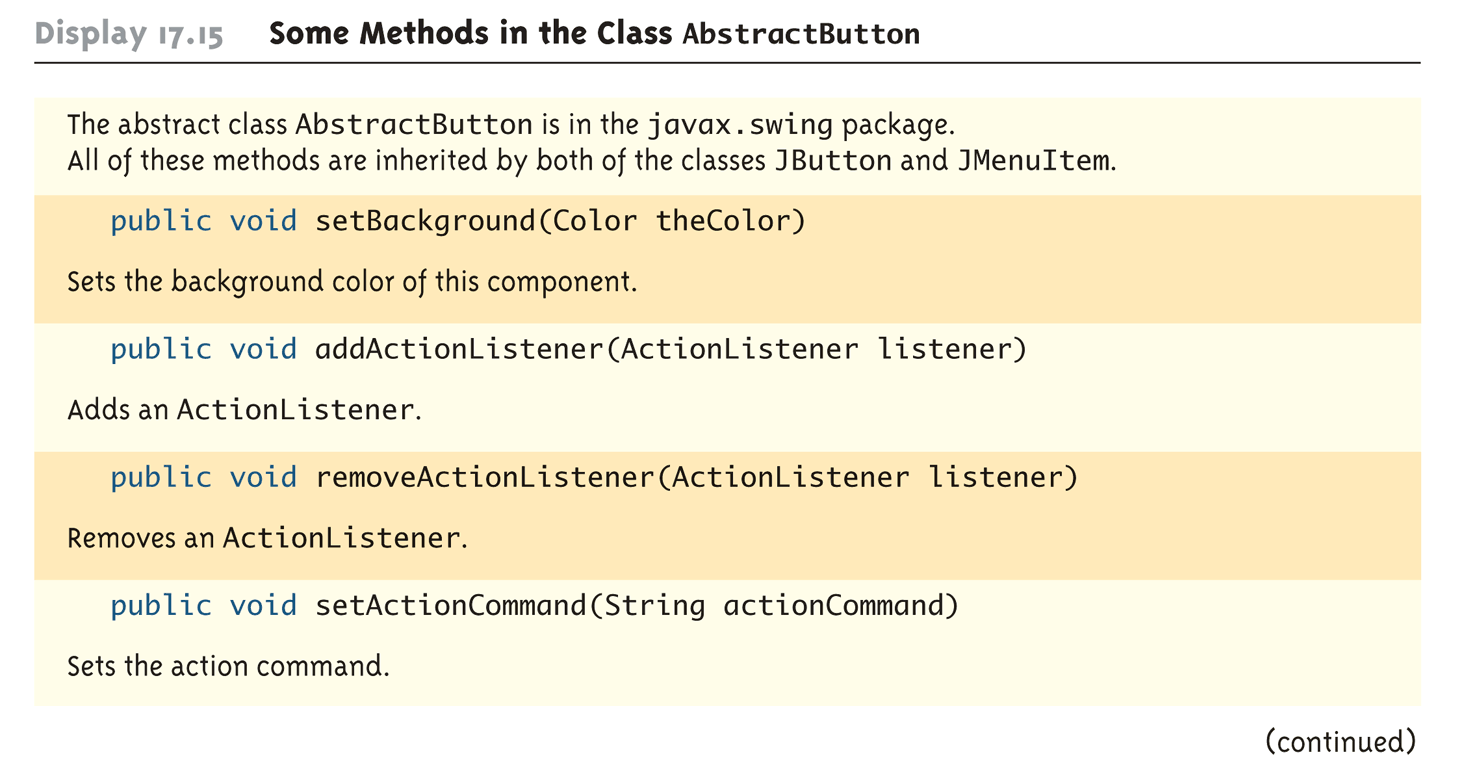 Display 17.15 Some Methods in the Class AbstractButton
The abstract class AbstractButton is in the javax.swing package.
All of these methods are inherited by both of the classes JButton and JMenuItem.
public void setBackground(Color theColor)
Sets the background color of this component.
public void addActionListener(ActionListener listener)
Adds an ActionListener.
public void removeActionListener(ActionListener listener)
Removes an ActionListener.
public void setActionCommand(String actionCommand)
Sets the action command.
(continued)